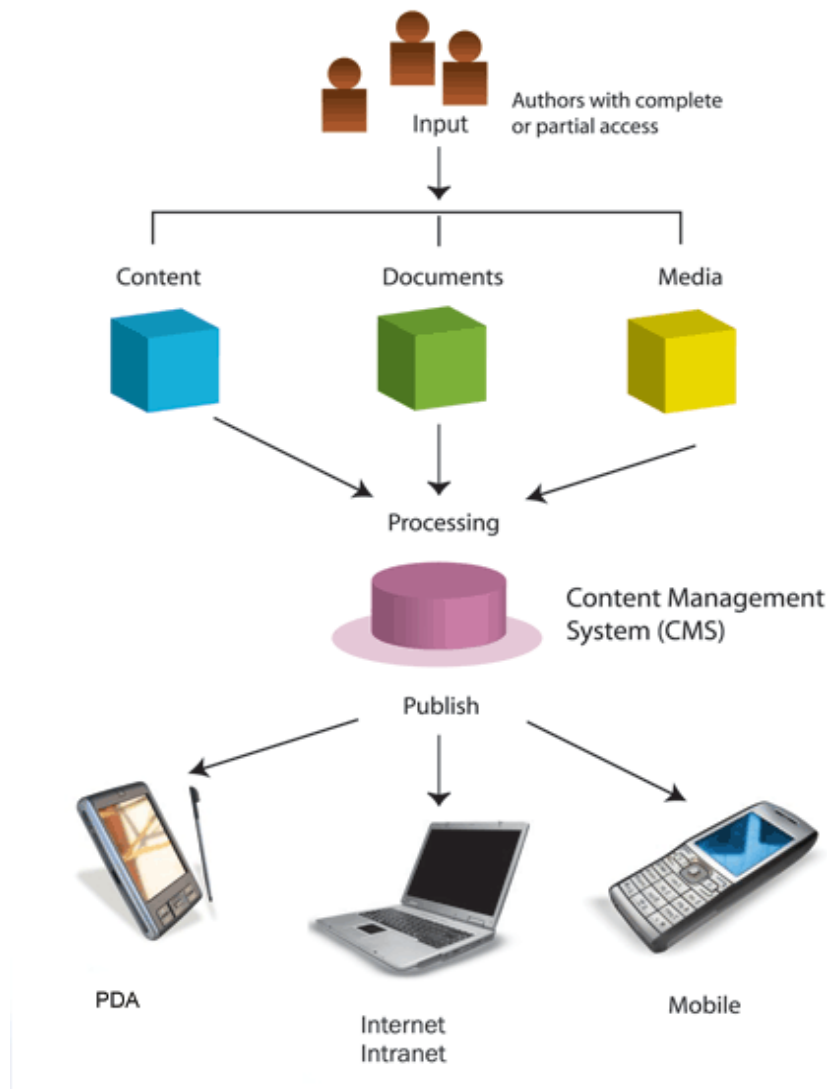 Authors with complete
or partial access
Input
Content
Documents
Media
Processing
Content Management
System (CMS)
Publish
PDA
Internet
Intranet
Mobile